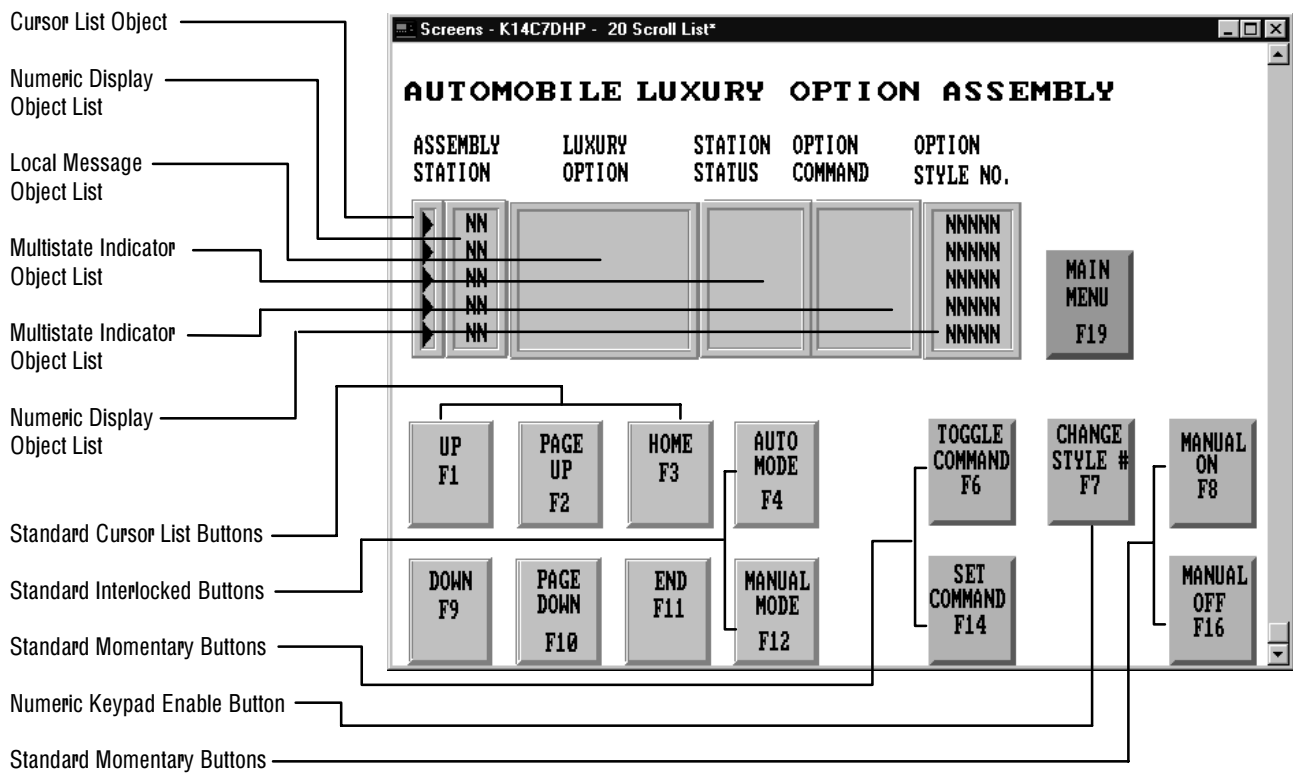 Cursor List Object
Numeric Display
Object List
Local Message
Object List
Multistate Indicator
Object List
Multistate Indicator
Object List
Numeric Display
Object List
Standard Cursor List Buttons
Standard Interlocked Buttons
Standard Momentary Buttons
Numeric Keypad Enable Button
Standard Momentary Buttons
Screens - K14C7DHP - 20 Scroll List*
AUTOMOBILE LUXURY OPTION ASSEMBLY
ASSEMBLY
STATION
LUXURY
OPTION
STATION
STATUS
OPTION
COMMAND
OPTION
STYLE NO.
NN
NN
NN
NN
NN
NNNNN
NNNNN
NNNNN
NNNNN
NNNNN
MAIN
MENU
F19
UP
F1
PAGE
UP
F2
HOME
F3
AUTO
MODE
F4
TOGGLE
COMMAND
F6
CHANGE
STYLE #
F7
MANUAL
ON
F8
DOWN
F9
PAGE
DOWN
F10
END
F11
MANUAL
MODE
F12
SET
COMMAND
F14
MANUAL
OFF
F16